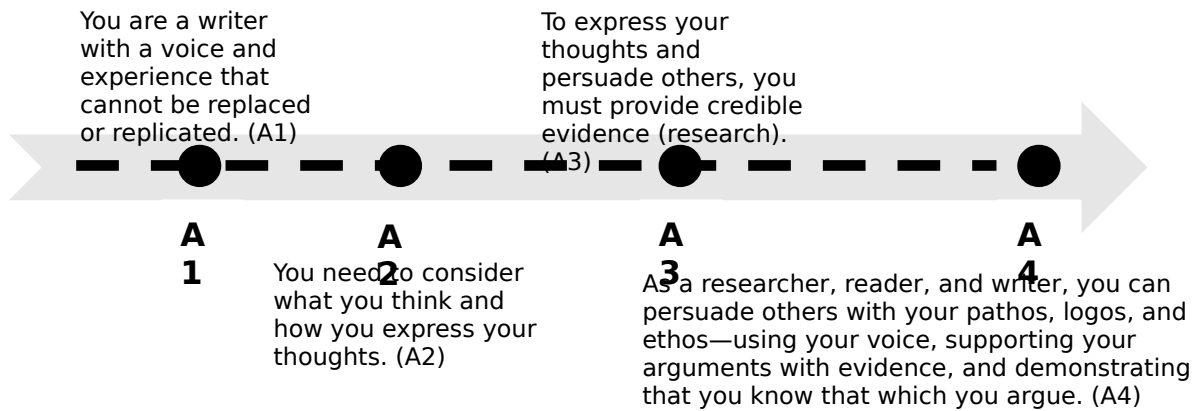 You are a writer
with a voice and
experience that
cannot be replaced
or replicated. (A1)
To express your
thoughts and
persuade others, you
must provide credible
evidence (research).
(A3)
A
1
A
2
A
3
A
4
You need to consider
what you think and
how you express your
thoughts. (A2)
As a researcher, reader, and writer, you can
persuade others with your pathos, logos, and
ethos—using your voice, supporting your
arguments with evidence, and demonstrating
that you know that which you argue. (A4)